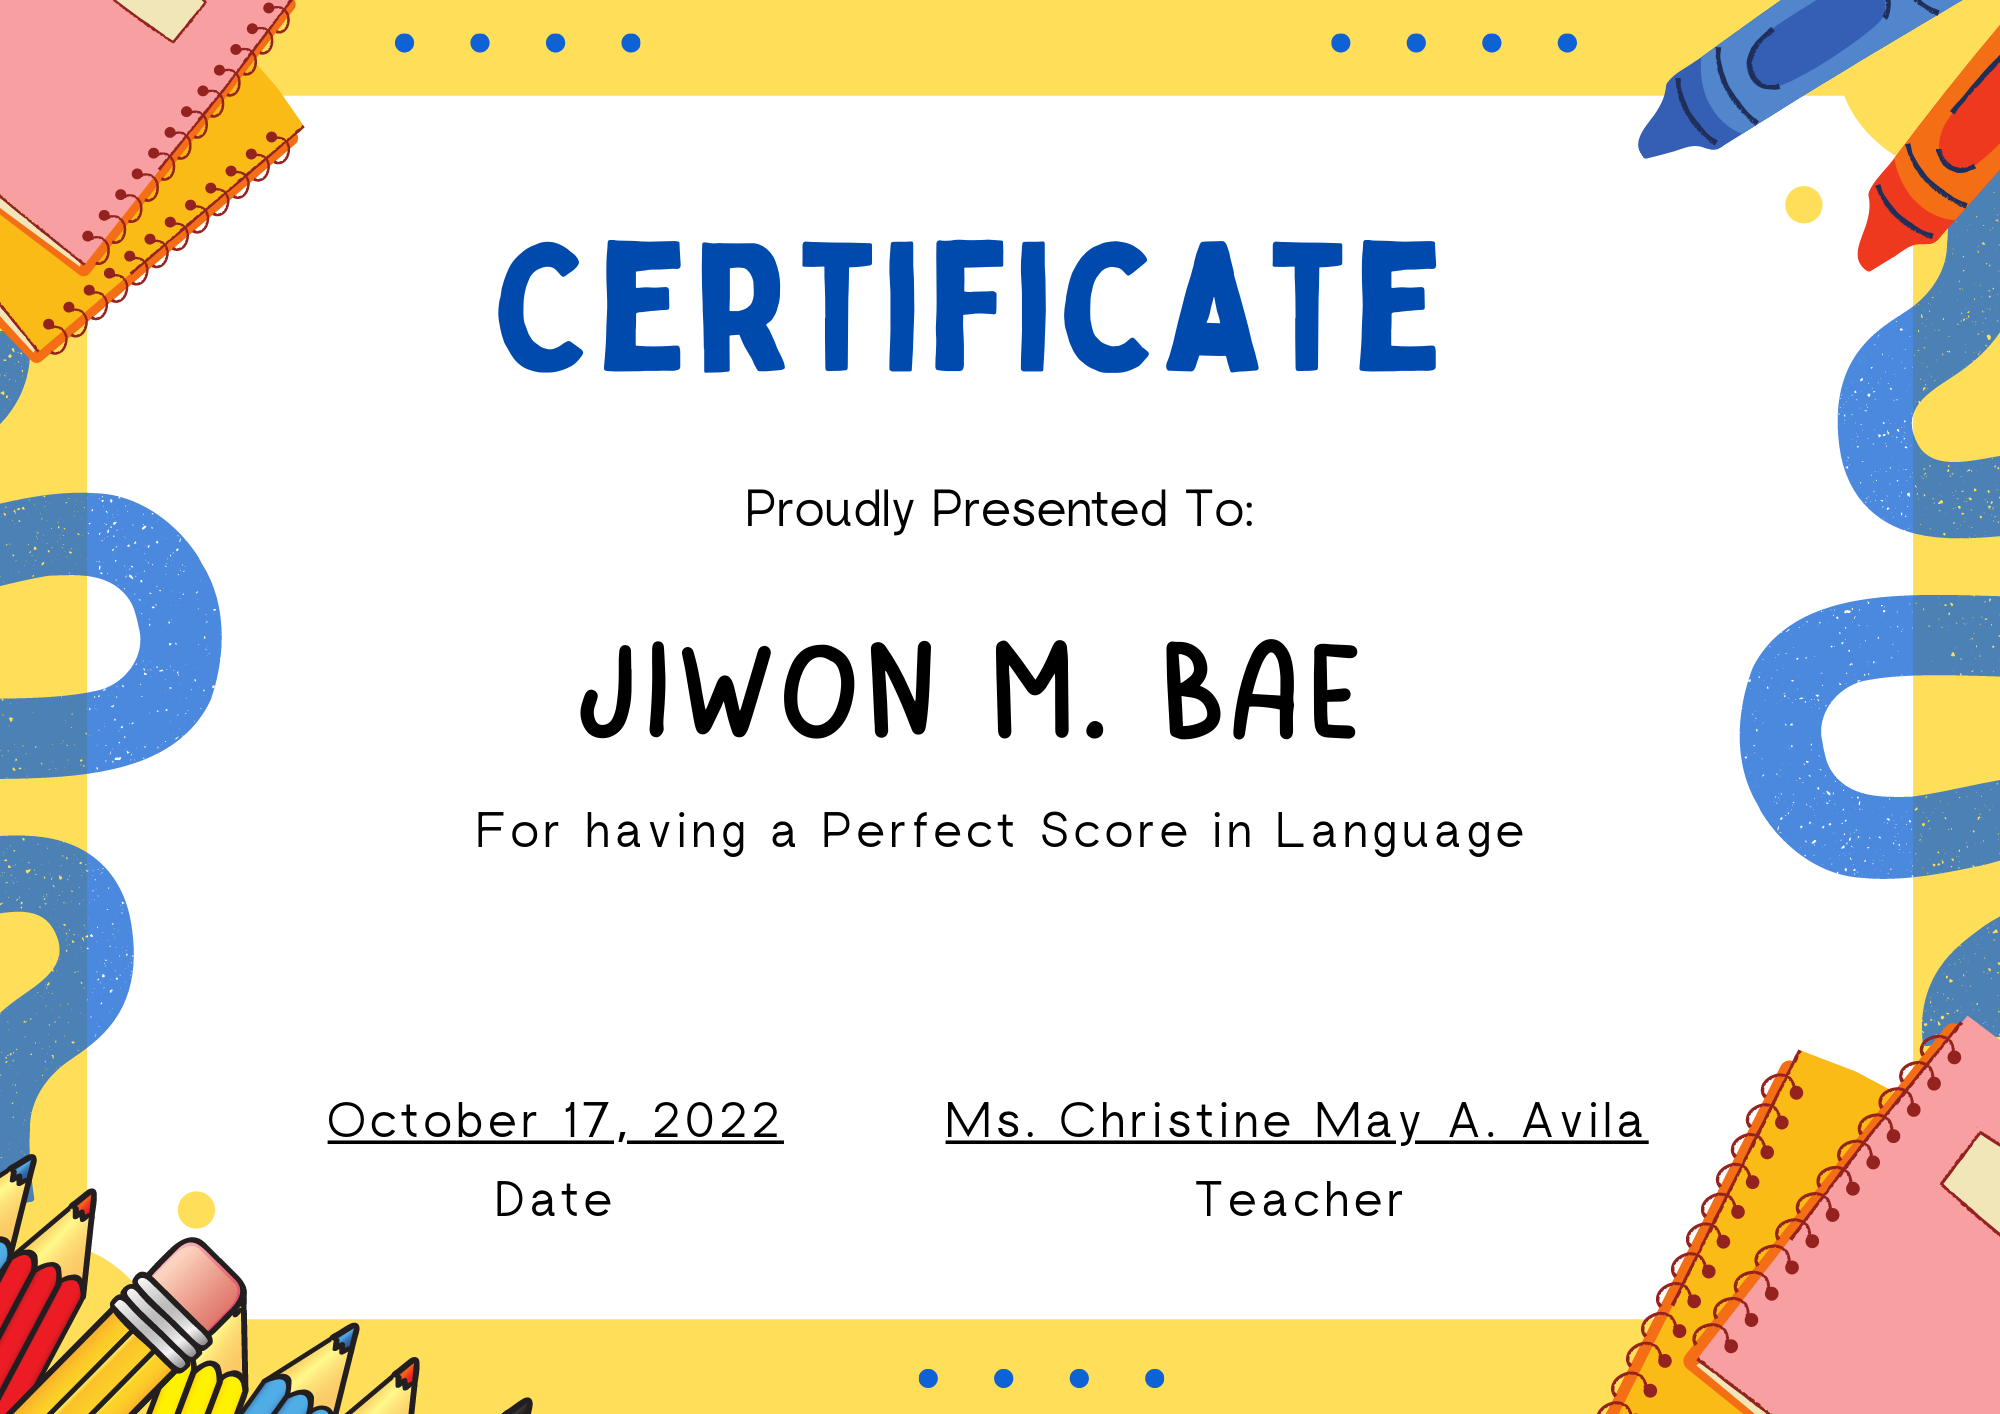 CERTIFICATE
Proudly Presented To:
JIWON M. BAE
For having a Perfect Score in Language
October 17, 2022
Ms. Christine May A. Avila
Date
Teacher